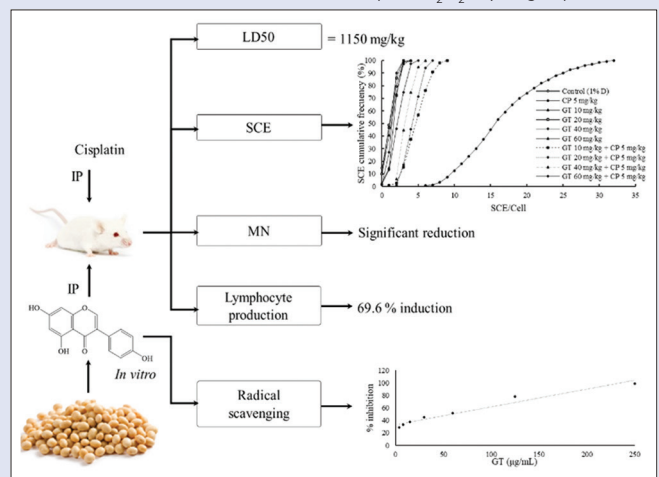 LD50
= 1150 mg/kg
SCE
SCE cumulative frecuency (%)
100
90
80
70
60
50
40
30
20
10
0
0
5
10
15
20
25
30
35
SCE/Cell
Control (1% D)
CP 5 mg/kg
GT 10 mg/kg
GT 20 mg/kg
GT 40 mg/kg
GT 60 mg/kg
GT 10 mg/kg + CP 5 mg/kg
GT 20 mg/kg + CP 5 mg/kg
GT 40 mg/kg + CP 5 mg/kg
GT 60 mg/kg + CP 5 mg/kg
Cisplatin
IP
MN
Significant reduction
IP
Lymphocyte
production
69.6 % induction
HO
O
OH
O
OH
In vitro
Radical
scavenging
% inhibition
120
100
80
60
40
20
0
0
50
100
150
200
250
GT (µg/mL)